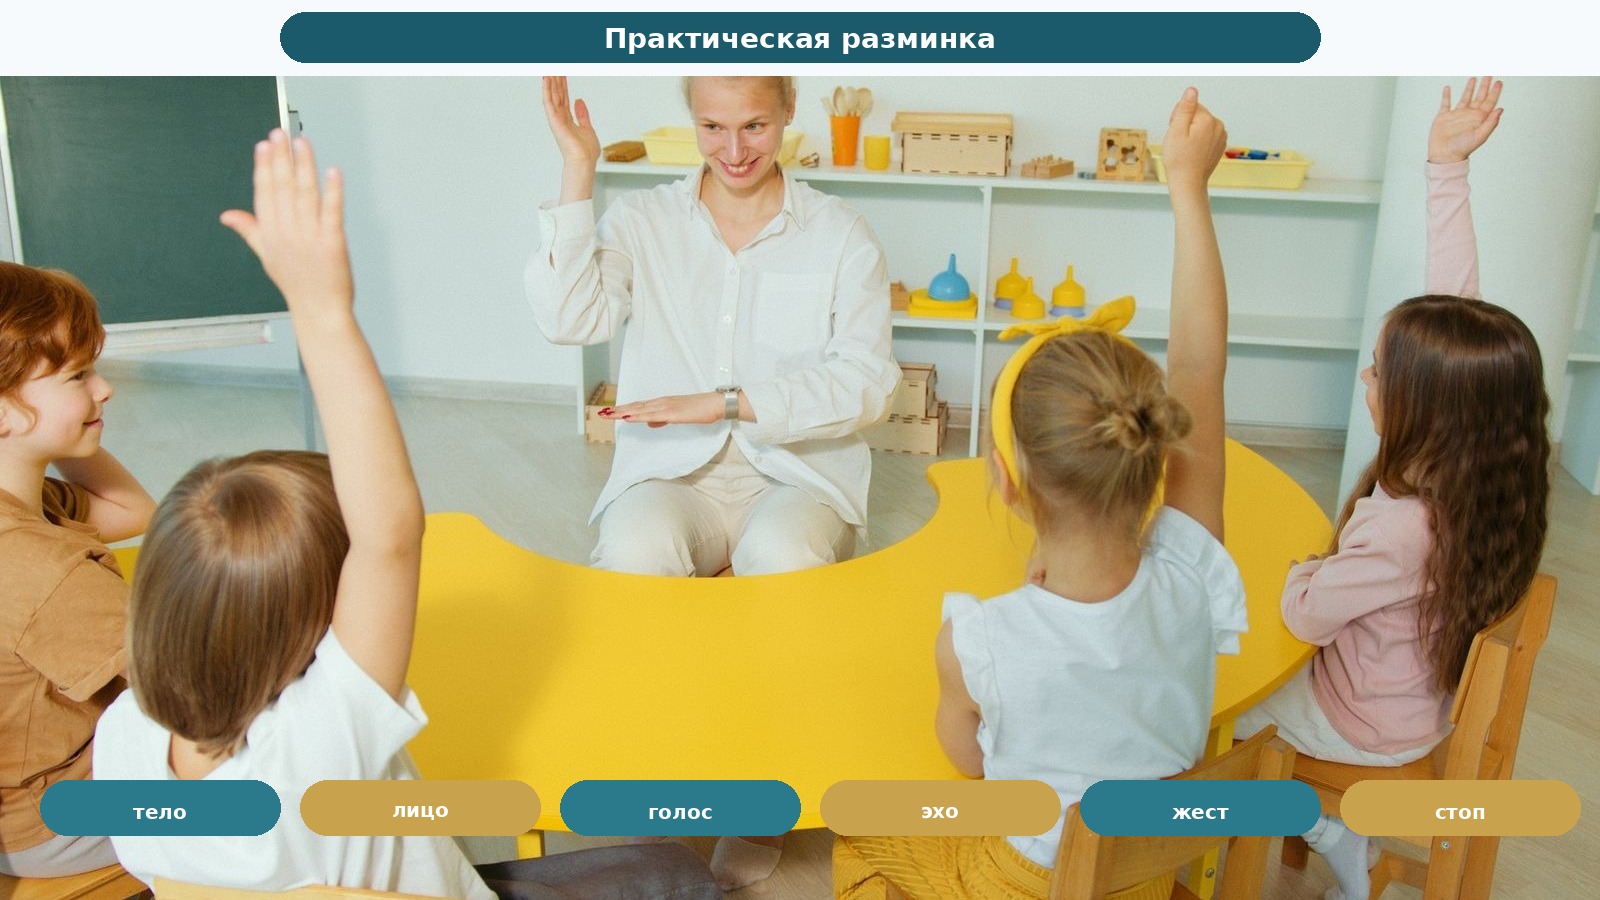 Практическая разминка
тело
лицо
голос
эхо
жест
стоп